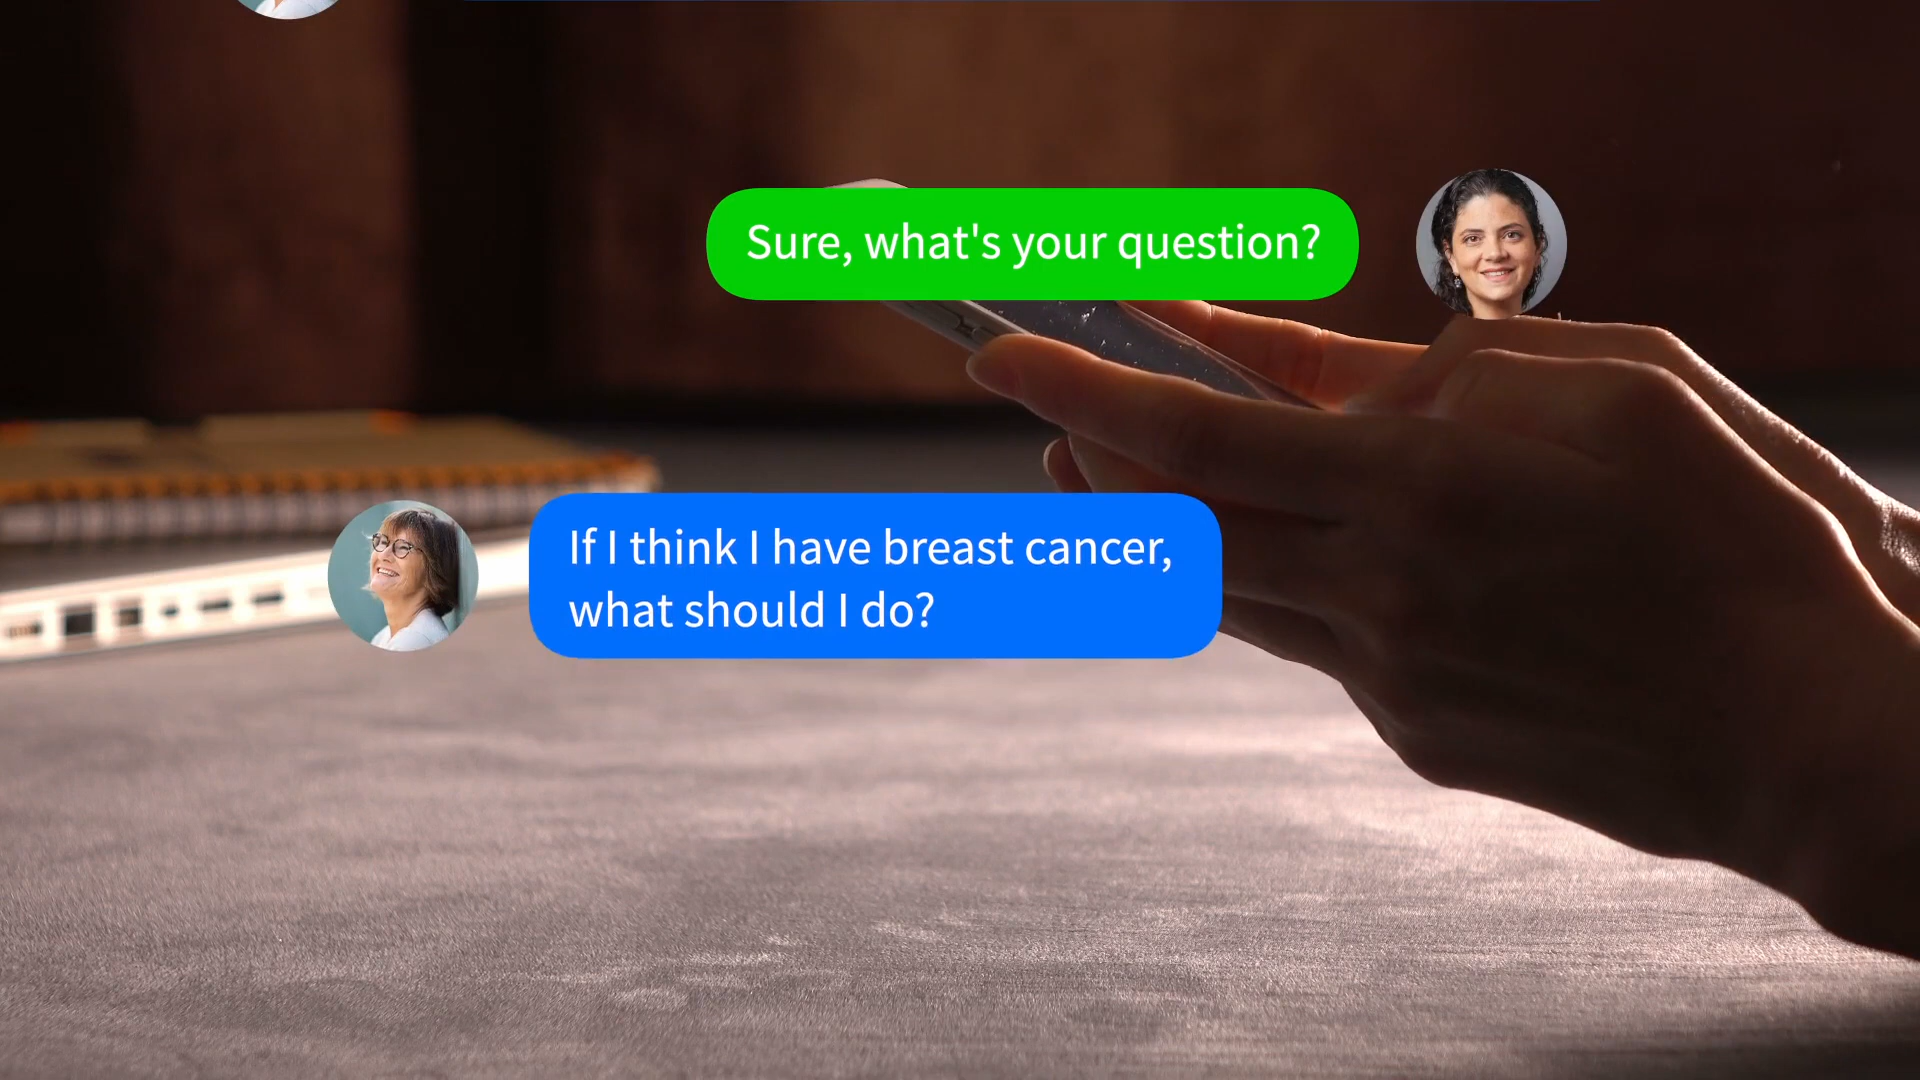 Sure, what's your question?
If I think I have breast cancer,
what should I do?